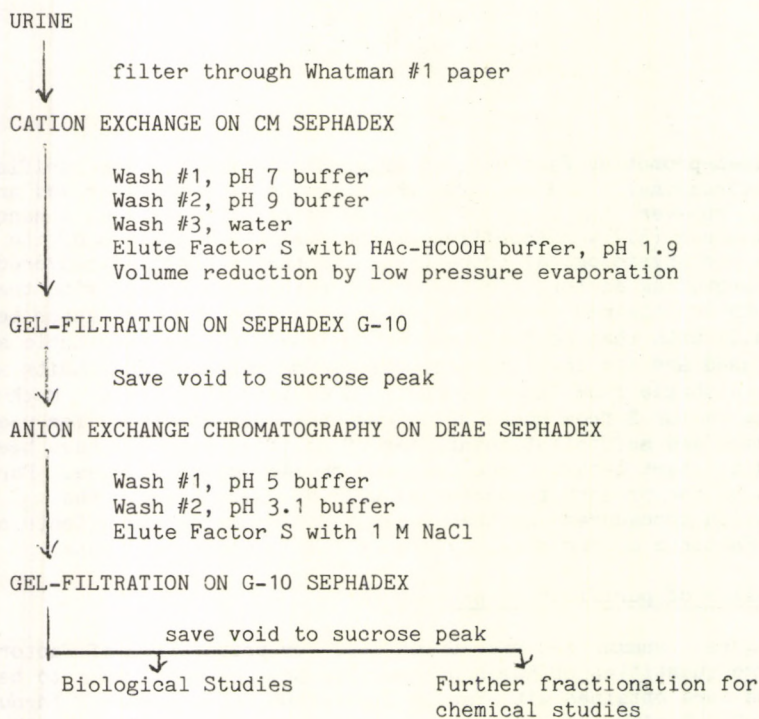 URINE
filter through Whatman #1 paper
CATION EXCHANGE ON CM SEPHADEX
Wash #1, pH 7 buffer
Wash #2, pH 9 buffer
Wash #3, water
Elute Factor S with HAc-HCOOH buffer, pH 1.9
Volume reduction by low pressure evaporation
GEL-FILTRATION ON SEPHADEX G-10
Save void to sucrose peak
ANION EXCHANGE CHROMATOGRAPHY ON DEAE SEPHADEX
Wash #1, pH 5 buffer
Wash #2, pH 3.1 buffer
Elute Factor S with 1 M NaCl
GEL-FILTRATION ON G-10 SEPHADEX
save void to sucrose peak
Biological Studies
Further fractionation for
chemical studies